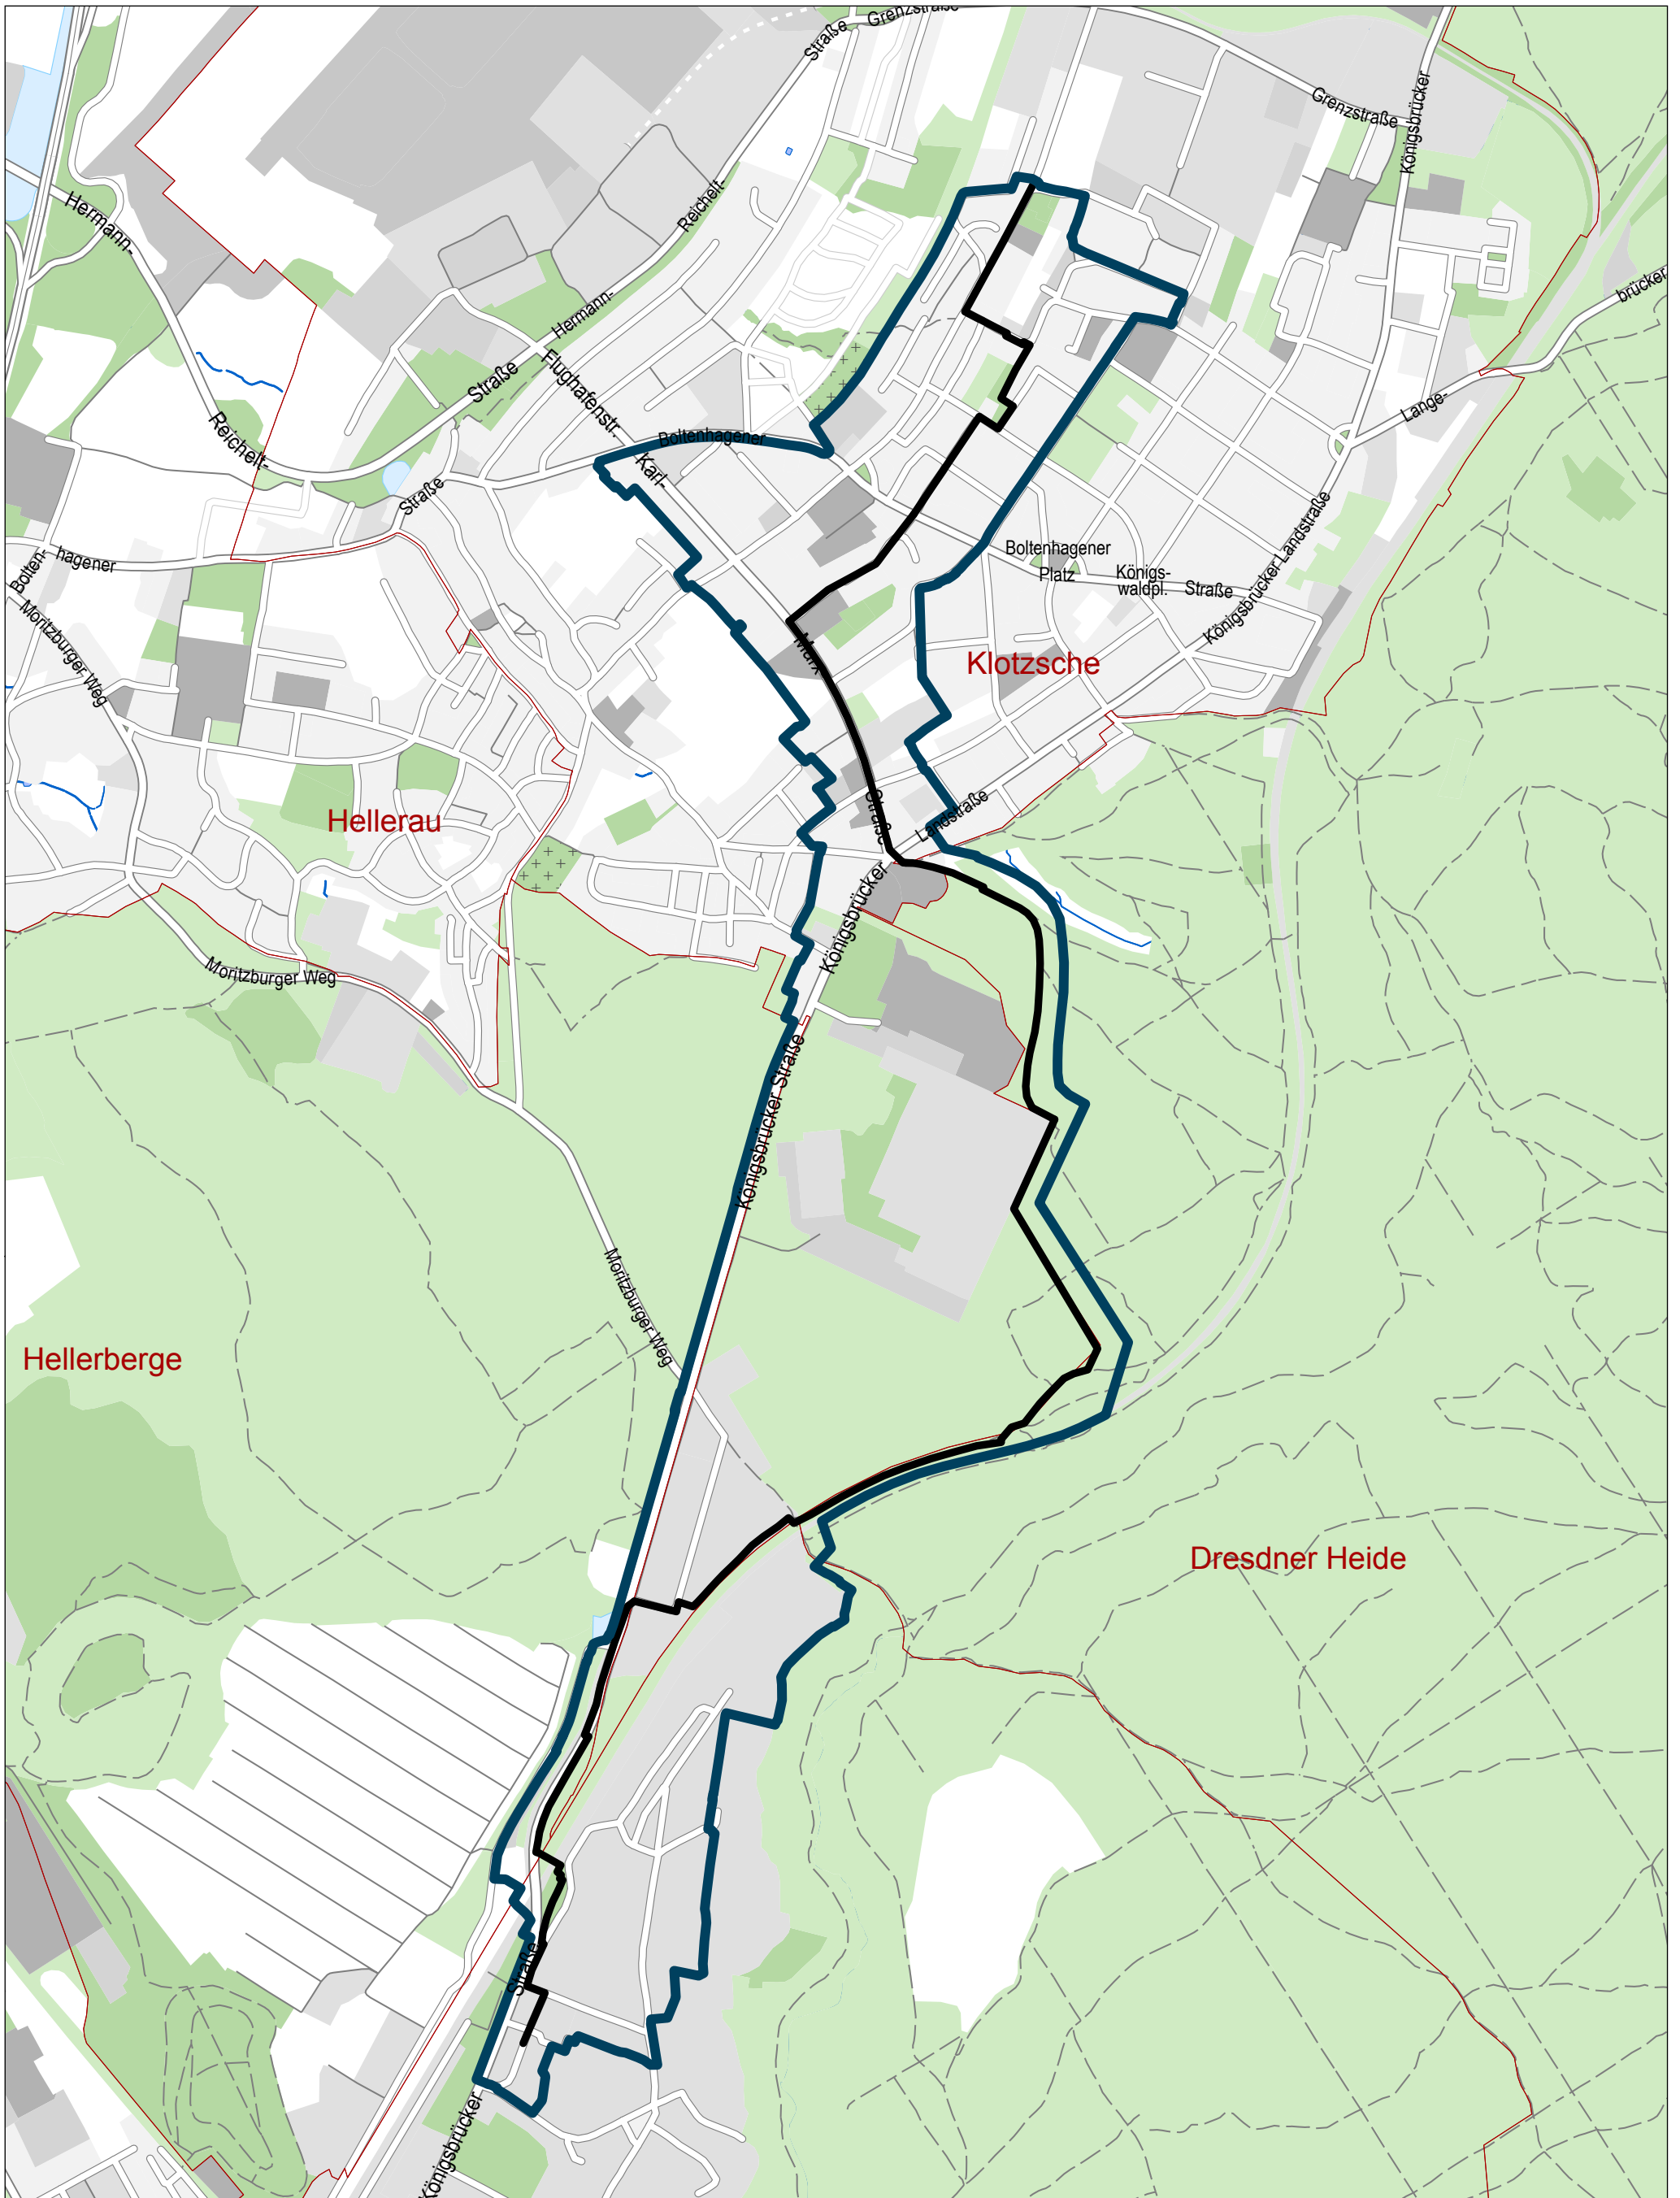 Grenzstraße
Straße
Grenzstraße
Königsbrücker
Reichelt-
Hermann-
brücker
Hermann-
Flughafenstr.
Straße
Lange-
Reichelt-
Boltenhagener
Karl-
Straße
Königsbrücker Landstraße
Boltenhagener
Platz
Königs-
waldpl.
Straße
Bolten-
hagener
Moritzburger Weg
Marx-
Klotzsche
Straße
Landstraße
Hellerau
Königsbrücker
Moritzburger Weg
Königsbrücker Straße
Moritzburger Weg
Hellerberge
Dresdner Heide
Straße
Königsbrücker